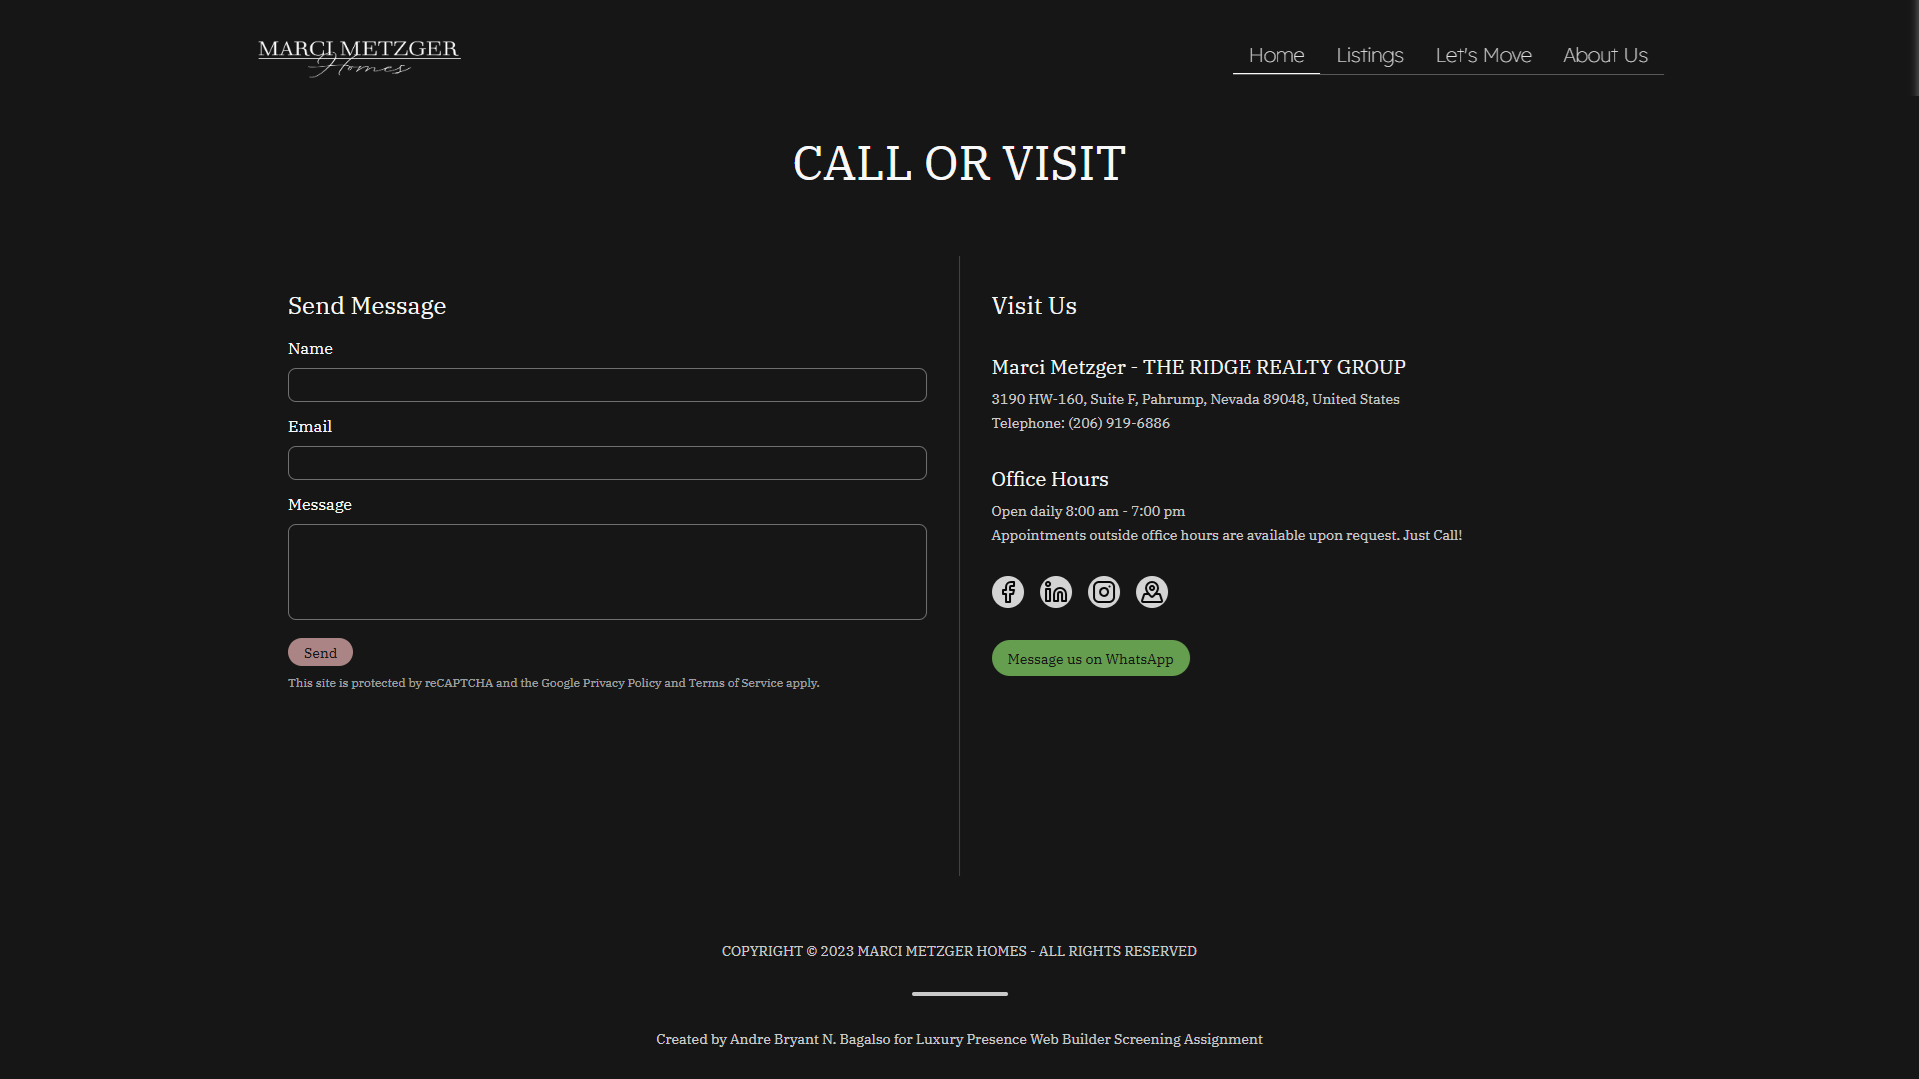 MARCI METZGER
Homes
Home
Listings
Let's Move
About Us
CALL OR VISIT
Send Message
Name
Email
Message
Send
This site is protected by reCAPTCHA and the Google Privacy Policy and Terms of Service apply.
Visit Us
Marci Metzger - THE RIDGE REALTY GROUP
3190 HW-160, Suite F, Pahrump, Nevada 89048, United States
Telephone: (206) 919-6886
Office Hours
Open daily 8:00 am - 7:00 pm
Appointments outside office hours are available upon request. Just Call!
Message us on WhatsApp
COPYRIGHT © 2023 MARCI METZGER HOMES - ALL RIGHTS RESERVED
Created by Andre Bryant N. Bagalso for Luxury Presence Web Builder Screening Assignment